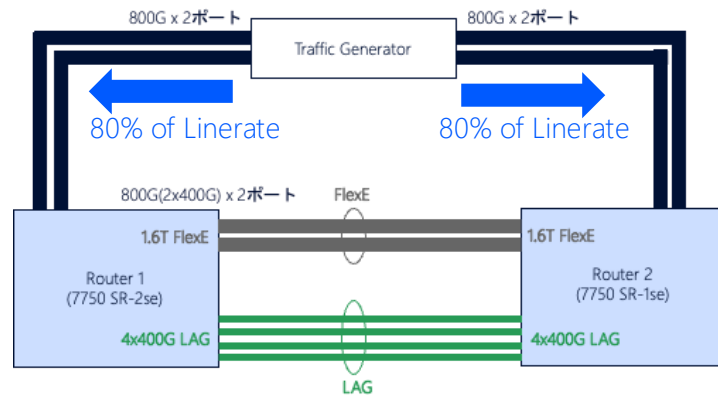 800G x 2ポート
800G x 2ポート
Traffic Generator
80% of Linerate
80% of Linerate
800G(2x400G) x 2ポート
FlexE
1.6T FlexE
1.6T FlexE
Router 1
(7750 SR-2se)
Router 2
(7750 SR-1se)
4x400G LAG
4x400G LAG
LAG